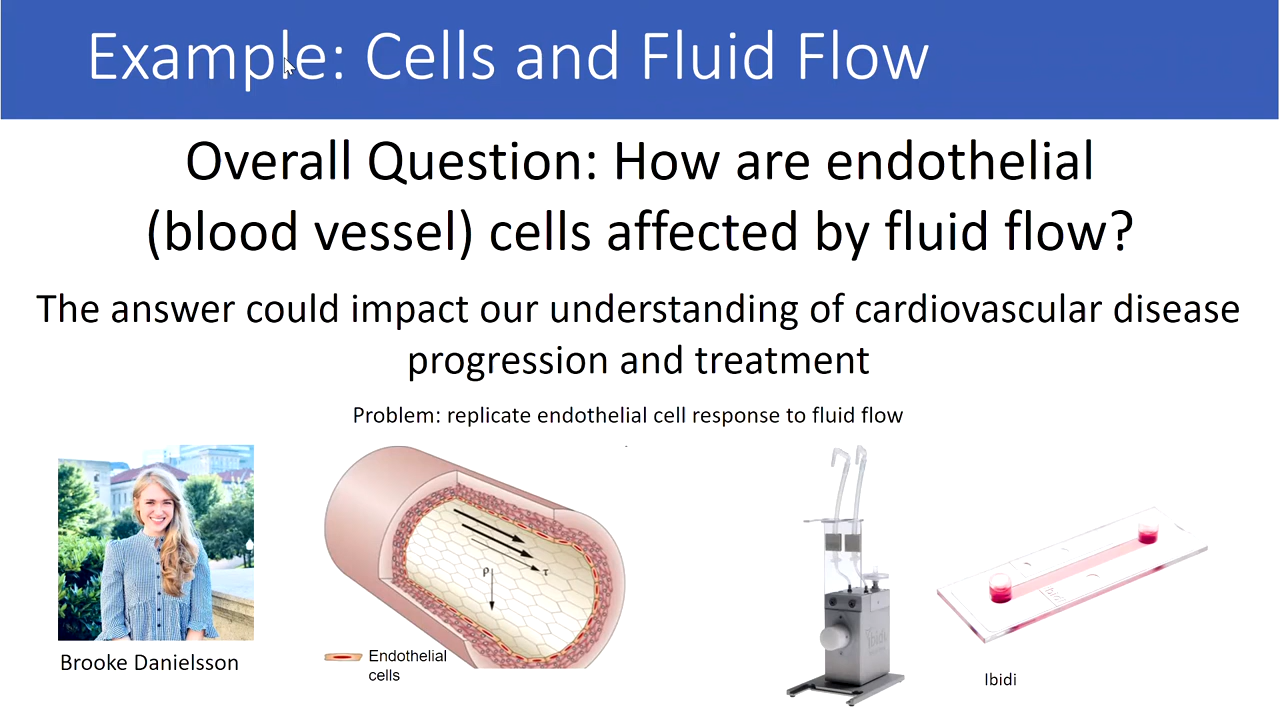 Example: Cells and Fluid Flow
Overall Question: How are endothelial
(blood vessel) cells affected by fluid flow?
The answer could impact our understanding of cardiovascular disease
progression and treatment
Problem: replicate endothelial cell response to fluid flow
P
τ
Endothelial
cells
Brooke Danielsson
ibidi
ibidi
Ibidi